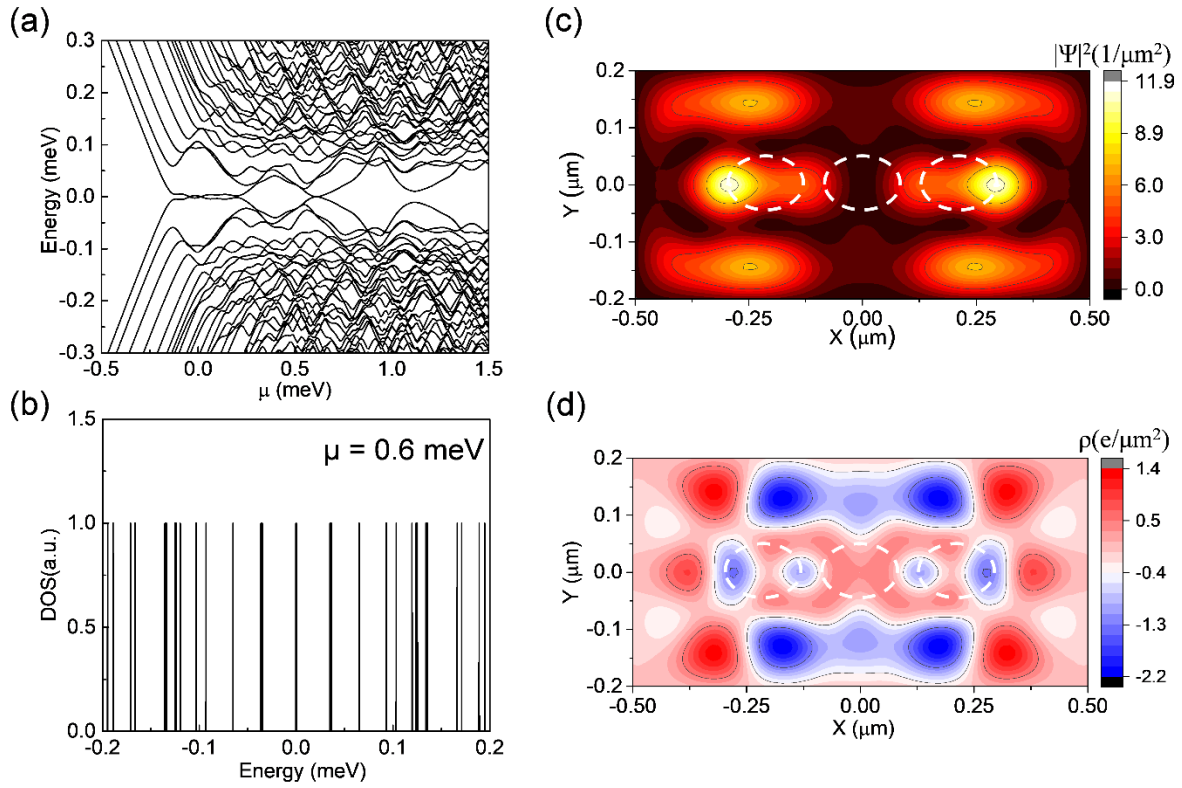 (a)
0.3
0.2
0.1
0.0
-0.1
-0.2
-0.3
Energy (meV)
-0.5 0.0 0.5 1.0 1.5
μ (meV)
(b)
1.5
1.0
0.5
0.0
DOS(a.u.)
μ = 0.6 meV
-0.2 -0.1 0.0 0.1 0.2
Energy (meV)
(c)
|Ψ|²(1/μm²)
0.2
0.1
0.0
-0.1
-0.2
Y (μm)
-0.50 -0.25 0.00 0.25 0.50
X (μm)
11.9
8.9
6.0
3.0
0.0
(d)
ρ(e/μm²)
0.2
0.1
0.0
-0.1
-0.2
Y (μm)
-0.50 -0.25 0.00 0.25 0.50
X (μm)
1.4
0.5
-0.4
-1.3
-2.2